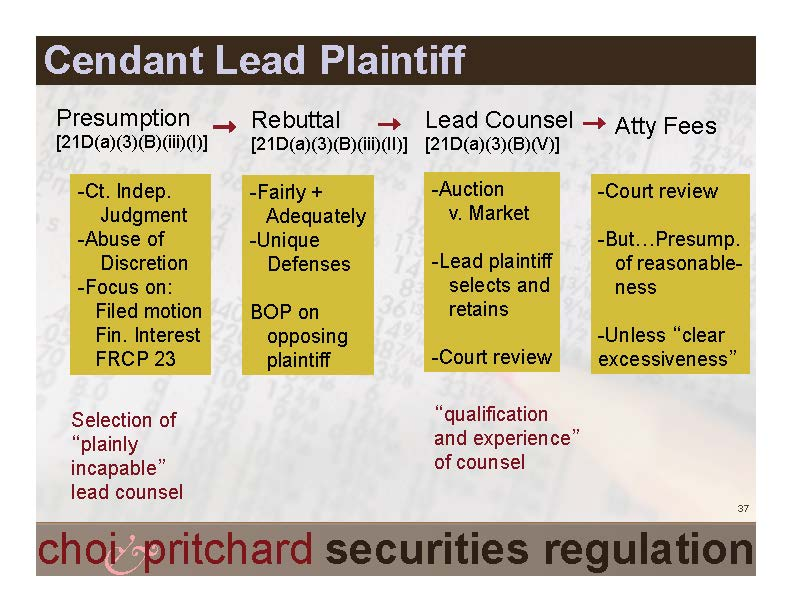 Cendant Lead Plaintiff
Presumption → Rebuttal → Lead Counsel → Atty Fees
[21D(a)(3)(B)(iii)(I)] [21D(a)(3)(B)(iii)(II)] [21D(a)(3)(B)(V)]
-Ct. Indep.
Judgment
-Abuse of
Discretion
-Focus on:
Filed motion
Fin. Interest
FRCP 23
-Fairly +
Adequately
-Unique
Defenses
BOP on
opposing
plaintiff
-Auction
v. Market
-Lead plaintiff
selects and
retains
-Court review
-Court review
-But…Presump.
of reasonable-
ness
-Unless “clear
excessiveness”
Selection of
“plainly
incapable”
lead counsel
“qualification
and experience”
of counsel
37
choi & pritchard securities regulation